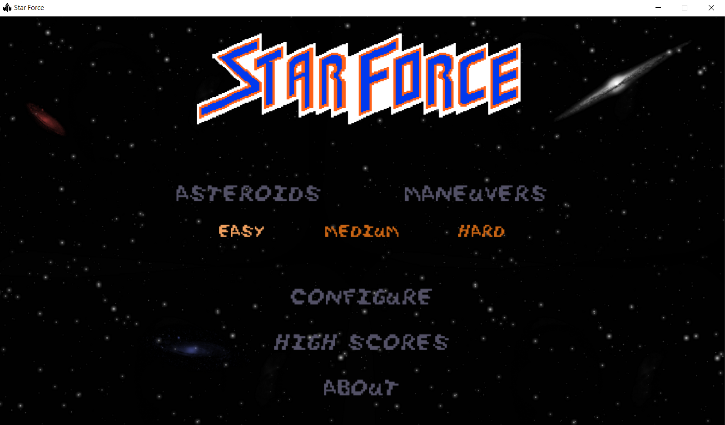 Star Force
STAR FORCE
ASTEROIDS MANEUVERS
EASY MEDIUM HARD
CONFIGURE
HIGH SCORES
ABOUT